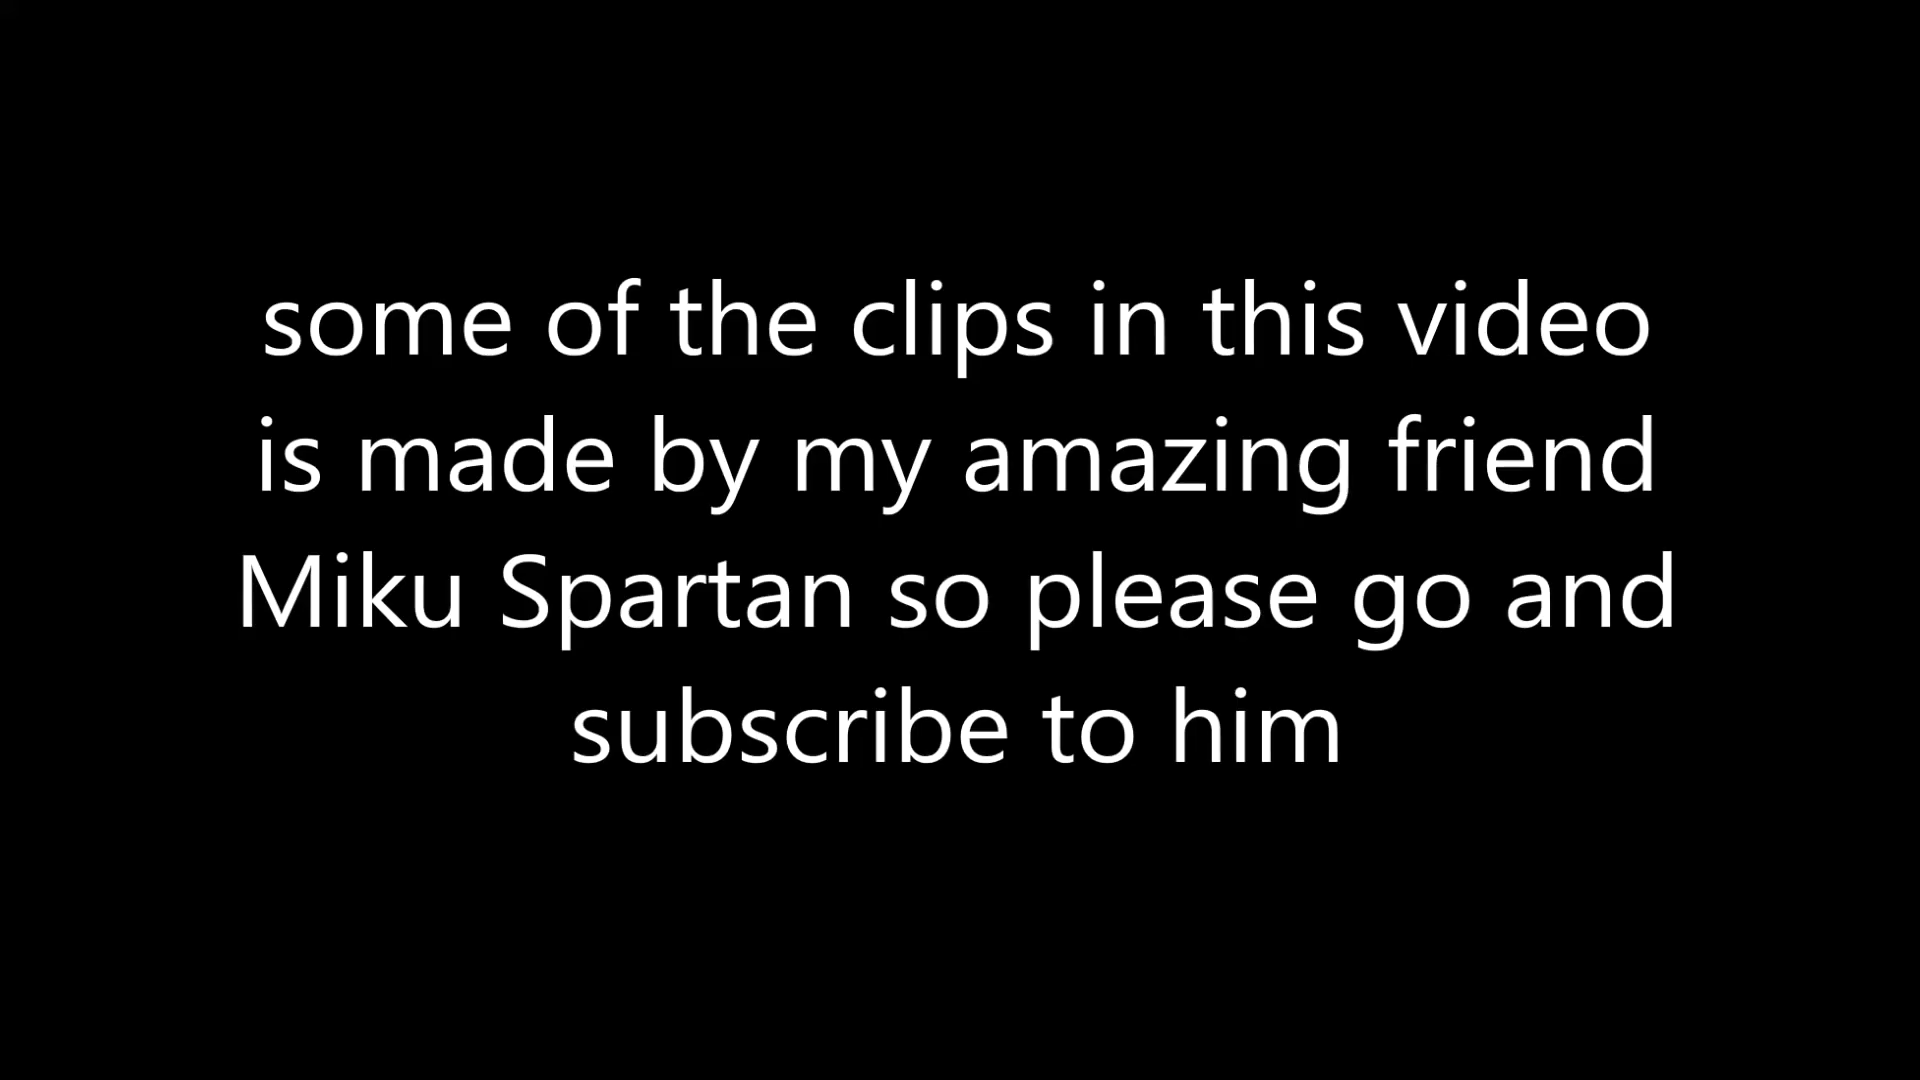 some of the clips in this video
is made by my amazing friend
Miku Spartan so please go and
subscribe to him